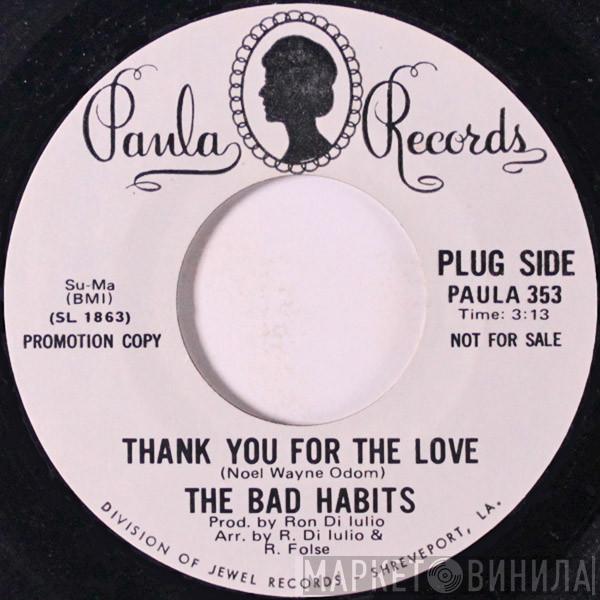 Paula Records
PLUG SIDE
PAULA 353
Time: 3:13
NOT FOR SALE
Su-Ma
(BMI)
(SL 1863)
PROMOTION COPY
THANK YOU FOR THE LOVE
(Noel Wayne Odom)
THE BAD HABITS
Prod. by Ron Di Iulio
Arr. by R. Di Iulio &
R. Folse
DIVISION OF JEWEL RECORDS - SHREVEPORT, LA.
МАРКЕТ ВИНИЛА